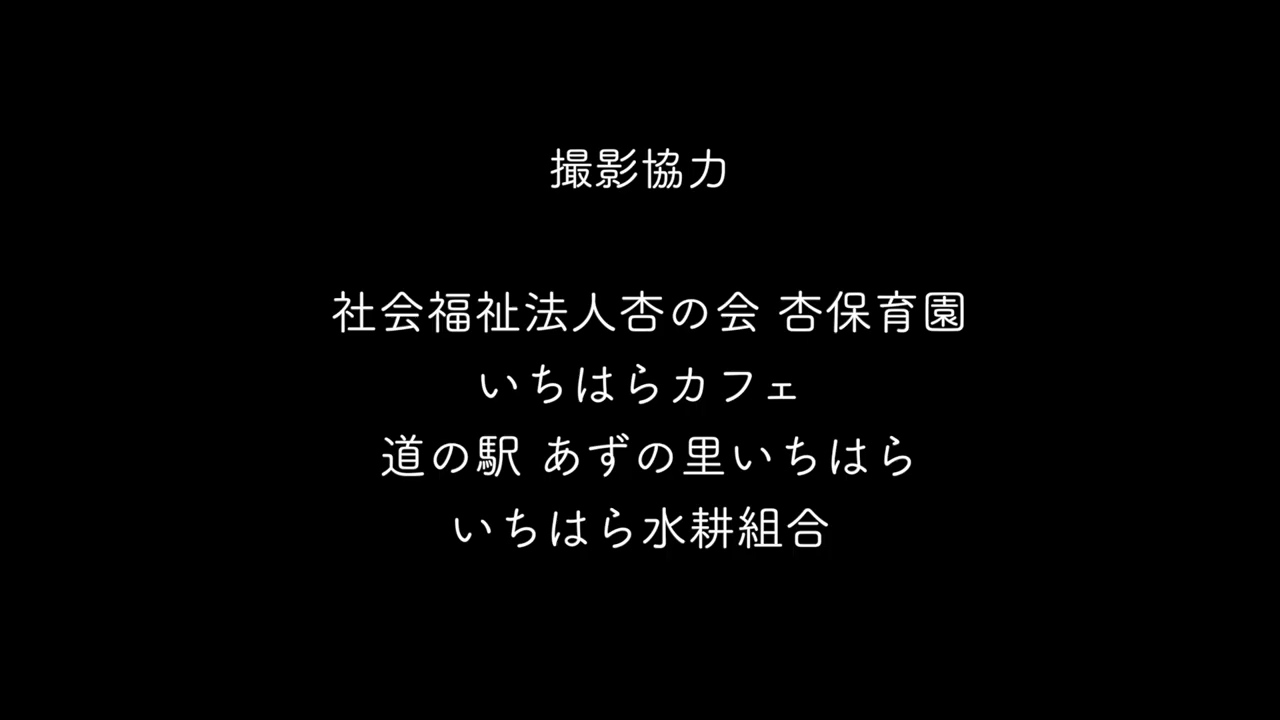 撮影協力
社会福祉法人杏の会 杏保育園
いちはらカフェ
道の駅 あずの里いちはら
いちはら水耕組合